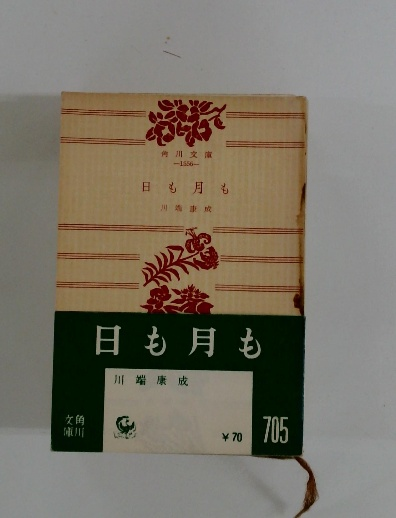 角川文庫
—1556—
日も月も
川端康成
日も月も
川端康成
角川文庫
¥70
705